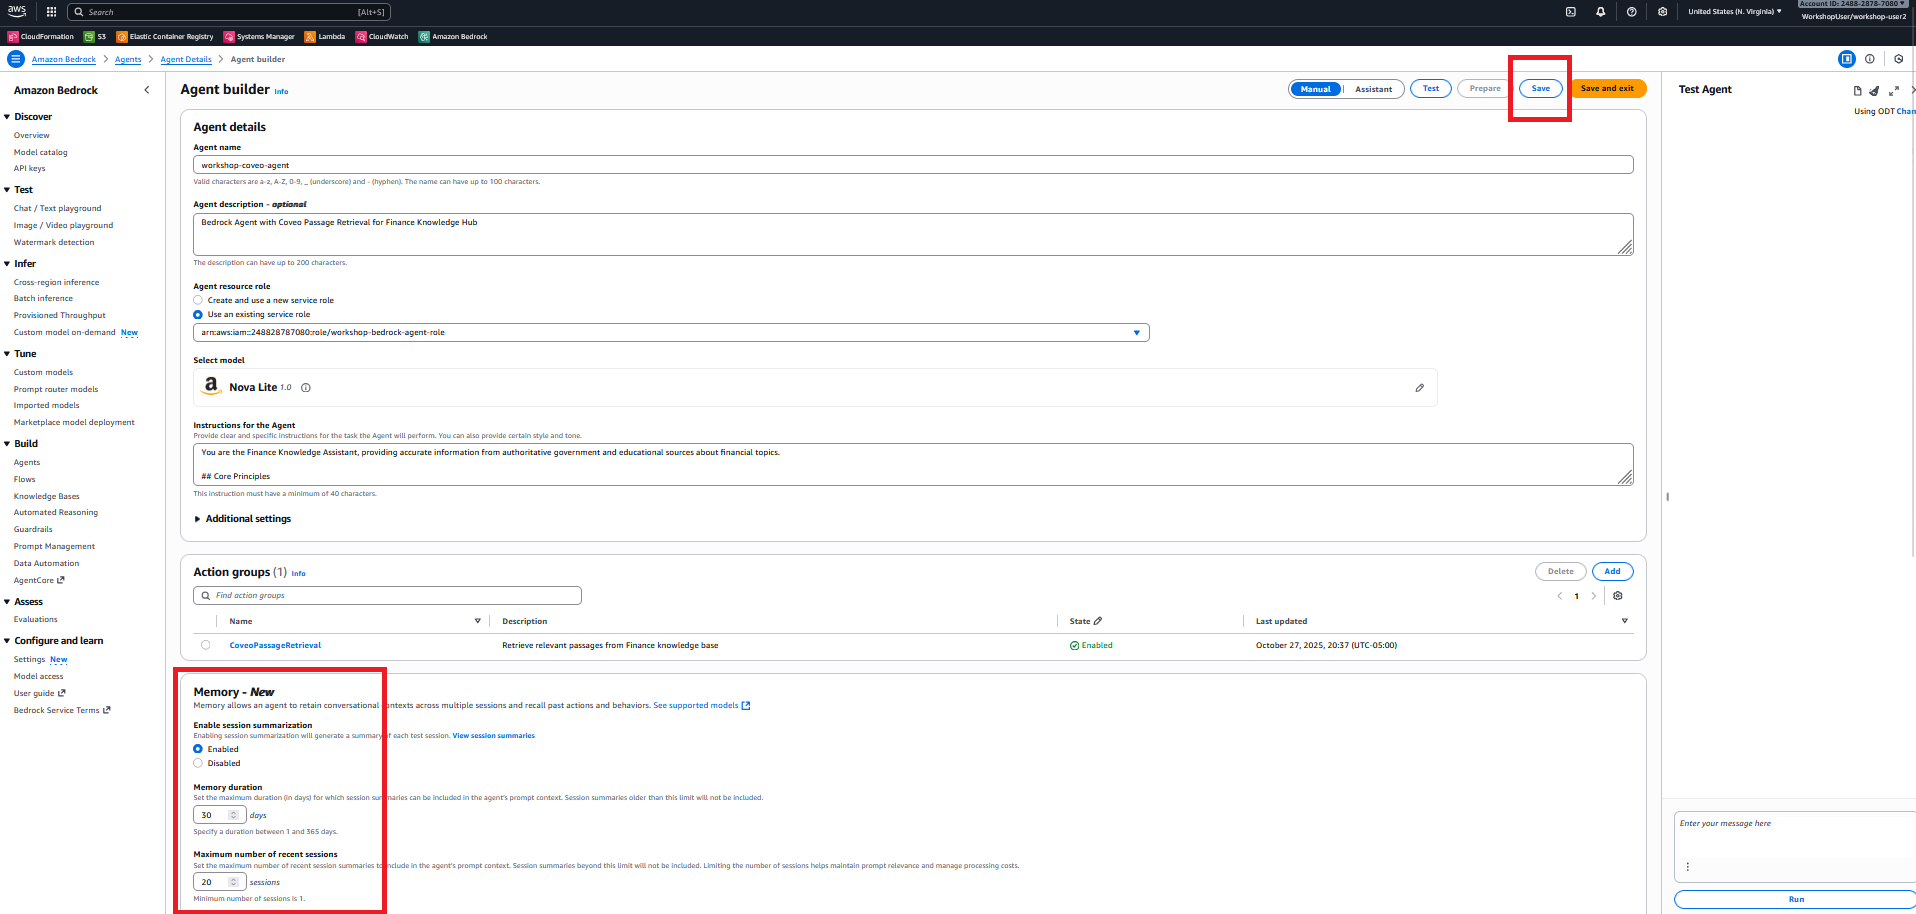 aws
Search
[Alt+S]
United States (N. Virginia)
Account ID: 2488-2878-7080
WorkshopUser/workshop-user2
CloudFormation
S3
Elastic Container Registry
Systems Manager
Lambda
CloudWatch
Amazon Bedrock
Amazon Bedrock
Agents
Agent Details
Agent builder
Amazon Bedrock
Discover
Overview
Model catalog
API keys
Test
Chat / Text playground
Image / Video playground
Watermark detection
Infer
Cross-region inference
Batch inference
Provisioned Throughput
Custom model on-demand New
Tune
Custom models
Prompt router models
Imported models
Marketplace model deployment
Build
Agents
Flows
Knowledge Bases
Automated Reasoning
Guardrails
Prompt Management
Data Automation
AgentCore
Assess
Evaluations
Configure and learn
Settings New
Model access
User guide
Bedrock Service Terms
Agent builder Info
Manual
Assistant
Test
Prepare
Save
Save and exit
Agent details
Agent name
workshop-coveo-agent
Valid characters are a-z, A-Z, 0-9, _ (underscore) and - (hyphen). The name can have up to 100 characters.
Agent description - optional
Bedrock Agent with Coveo Passage Retrieval for Finance Knowledge Hub
The description can have up to 200 characters.
Agent resource role
Create and use a new service role
Use an existing service role
arn:aws:iam::248828787080:role/workshop-bedrock-agent-role
Select model
Nova Lite 1.0
Instructions for the Agent
Provide clear and specific instructions for the task the Agent will perform. You can also provide certain style and tone.
You are the Finance Knowledge Assistant, providing accurate information from authoritative government and educational sources about financial topics.
## Core Principles
This instruction must have a minimum of 40 characters.
Additional settings
Action groups (1) Info
Delete
Add
Find action groups
1
Name
Description
State
Last updated
CoveoPassageRetrieval
Retrieve relevant passages from Finance knowledge base
Enabled
October 27, 2025, 20:37 (UTC-05:00)
Memory - New
Memory allows an agent to retain conversational contexts across multiple sessions and recall past actions and behaviors. See supported models
Enable session summarization
Enabling session summarization will generate a summary of each test session. View session summaries
Enabled
Disabled
Memory duration
Set the maximum duration (in days) for which session summaries can be included in the agent's prompt context. Session summaries older than this limit will not be included.
30 days
Specify a duration between 1 and 365 days.
Maximum number of recent sessions
Set the maximum number of recent session summaries to include in the agent's prompt context. Session summaries beyond this limit will not be included. Limiting the number of sessions helps maintain prompt relevance and manage processing costs.
20 sessions
Minimum number of sessions is 1.
Test Agent
Using ODT Chan
Enter your message here
Run